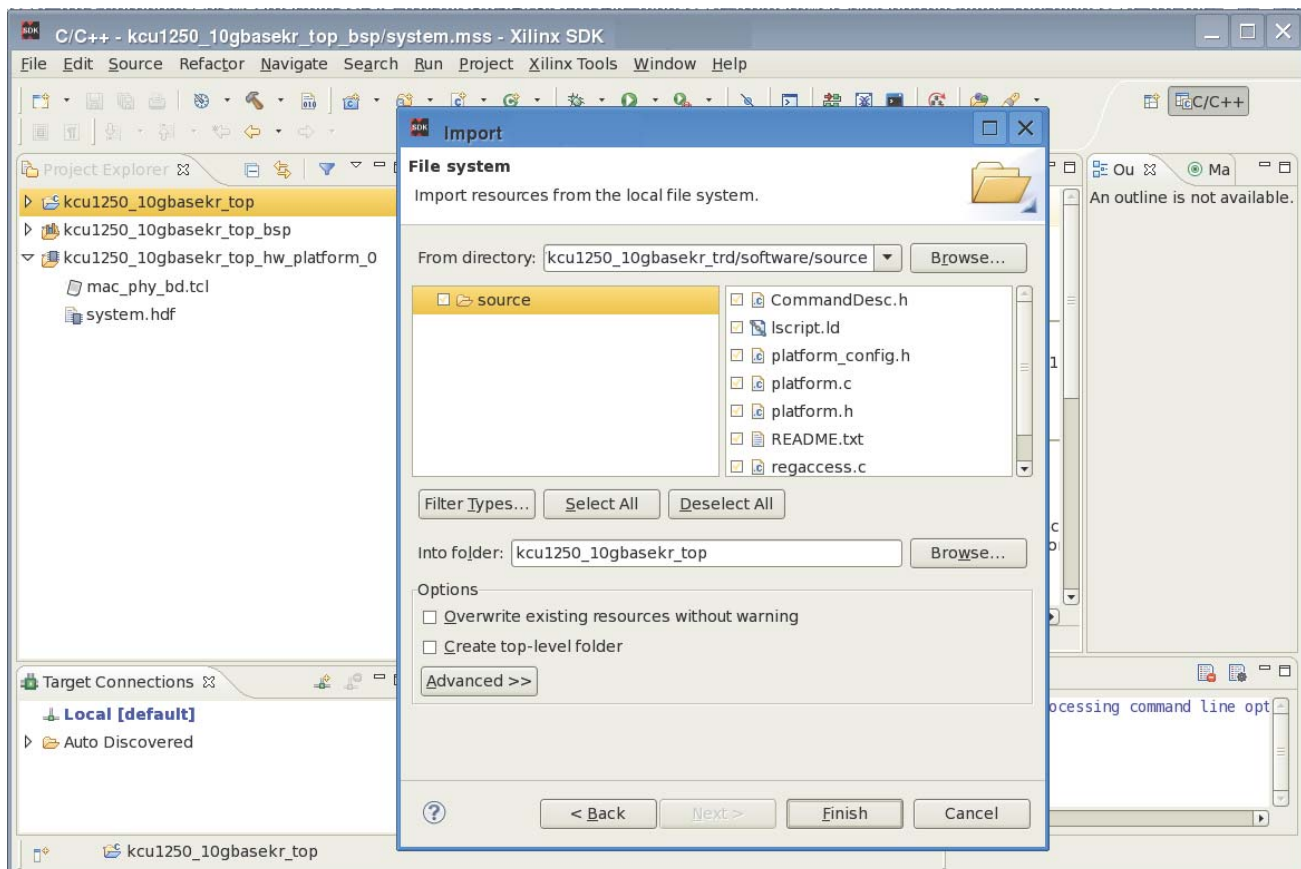 C/C++ - kcu1250_10gbasekr_top_bsp/system.mss - Xilinx SDK
File Edit Source Refactor Navigate Search Run Project Xilinx Tools Window Help
C/C++
Project Explorer
kcu1250_10gbasekr_top
kcu1250_10gbasekr_top_bsp
kcu1250_10gbasekr_top_hw_platform_0
mac_phy_bd.tcl
system.hdf
Import
File system
Import resources from the local file system.
From directory: kcu1250_10gbasekr_trd/software/source Browse...
source
CommandDesc.h
lscript.ld
platform_config.h
platform.c
platform.h
README.txt
regaccess.c
Filter Types... Select All Deselect All
Into folder: kcu1250_10gbasekr_top Browse...
Options
Overwrite existing resources without warning
Create top-level folder
Advanced >>
< Back Next > Finish Cancel
Ou Ma
An outline is not available.
Target Connections
Local [default]
Auto Discovered
ocessing command line opt
kcu1250_10gbasekr_top